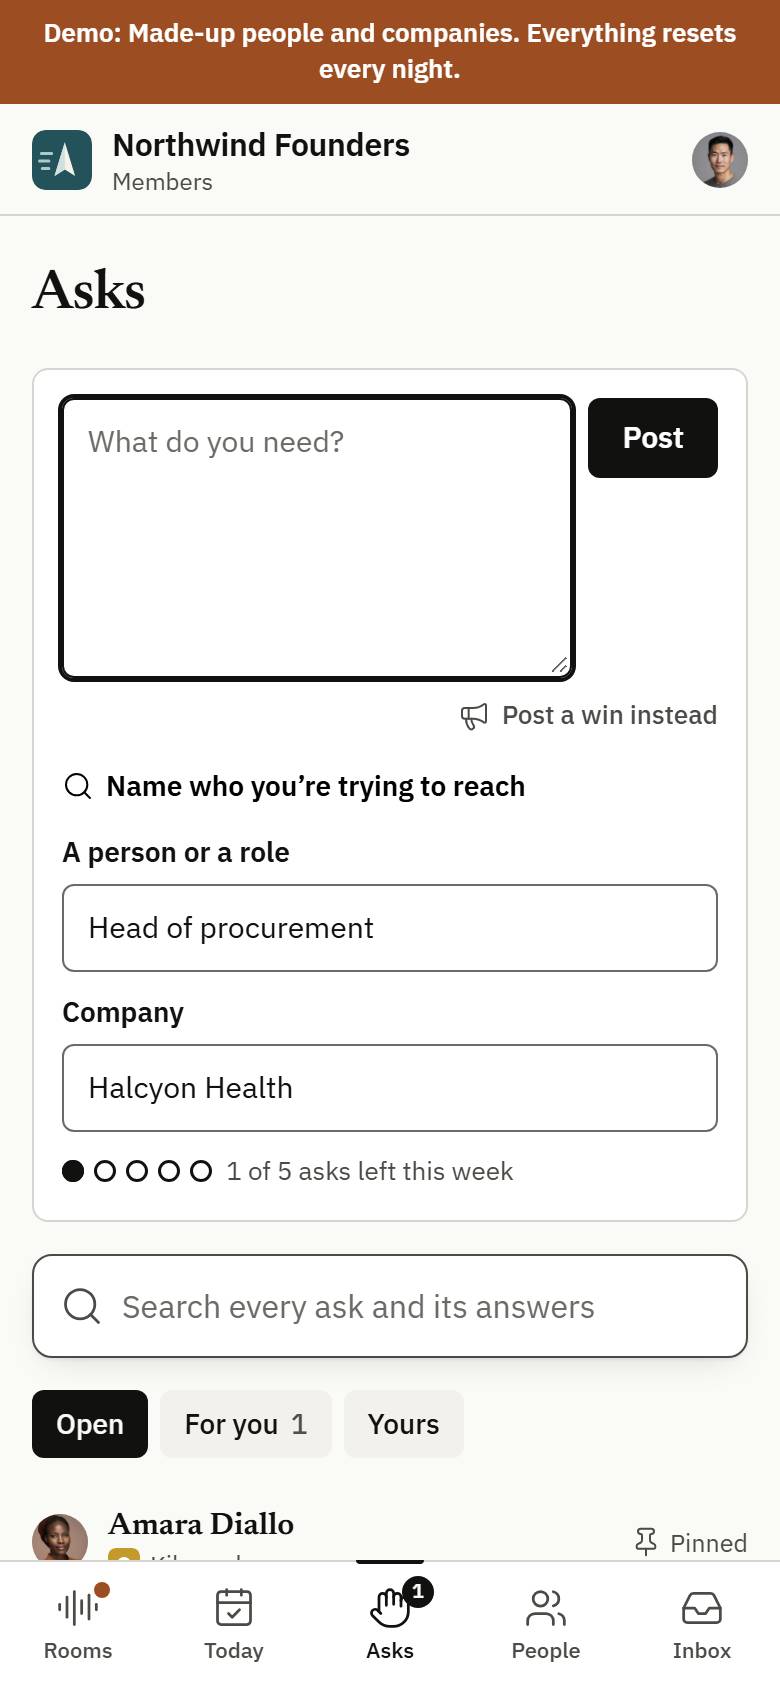 Demo: Made-up people and companies. Everything resets
every night.
Northwind Founders
Members
Asks
What do you need?
Post
Post a win instead
Name who you’re trying to reach
A person or a role
Head of procurement
Company
Halcyon Health
1 of 5 asks left this week
Search every ask and its answers
Open
For you 1
Yours
Amara Diallo
Pinned
1
Rooms
Today
Asks
People
Inbox